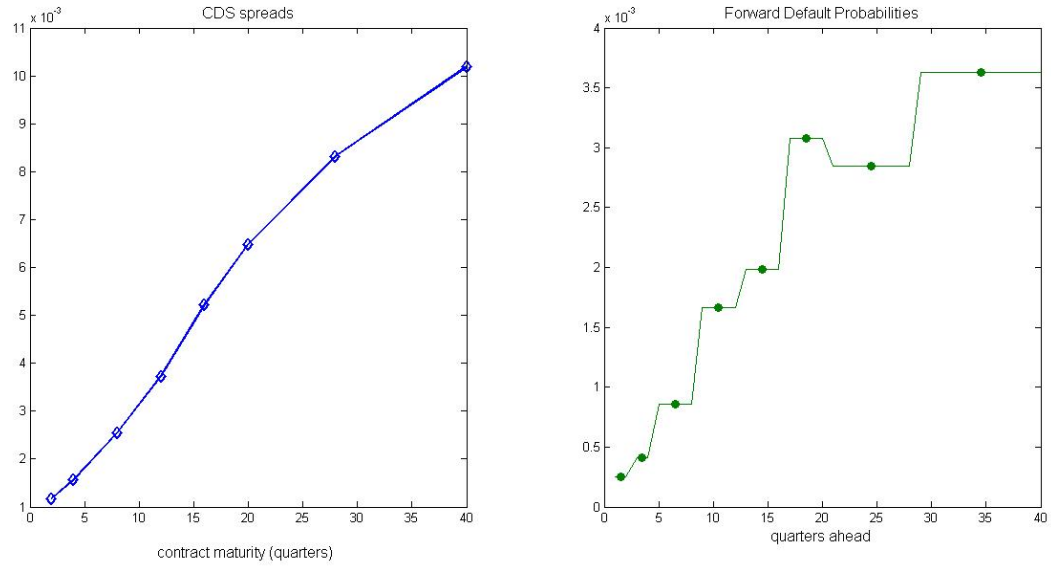 CDS spreads
x 10⁻³
11
10
9
8
7
6
5
4
3
2
1
0 5 10 15 20 25 30 35 40
contract maturity (quarters)
Forward Default Probabilities
x 10⁻³
4
3.5
3
2.5
2
1.5
1
0.5
0
0 5 10 15 20 25 30 35 40
quarters ahead